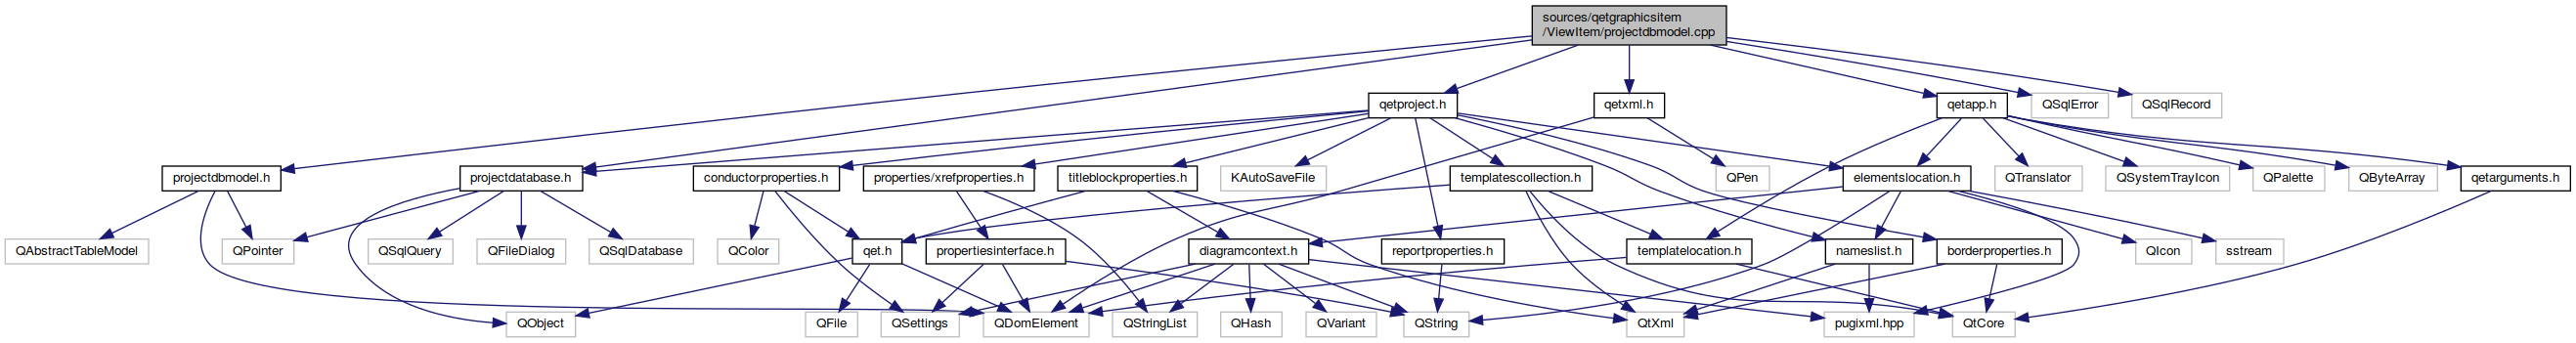 sources/qetgraphicsitem
/ViewItem/projectdbmodel.cpp
qetproject.h
qetxml.h
qetapp.h
QSqlError
QSqlRecord
projectdbmodel.h
projectdatabase.h
conductorproperties.h
properties/xrefproperties.h
titleblockproperties.h
KAutoSaveFile
templatescollection.h
QPen
elementslocation.h
QTranslator
QSystemTrayIcon
QPalette
QByteArray
qetarguments.h
QAbstractTableModel
QPointer
QSqlQuery
QFileDialog
QSqlDatabase
QColor
qet.h
propertiesinterface.h
diagramcontext.h
reportproperties.h
templatelocation.h
nameslist.h
borderproperties.h
QIcon
sstream
QObject
QFile
QSettings
QDomElement
QStringList
QHash
QVariant
QString
QtXml
pugixml.hpp
QtCore